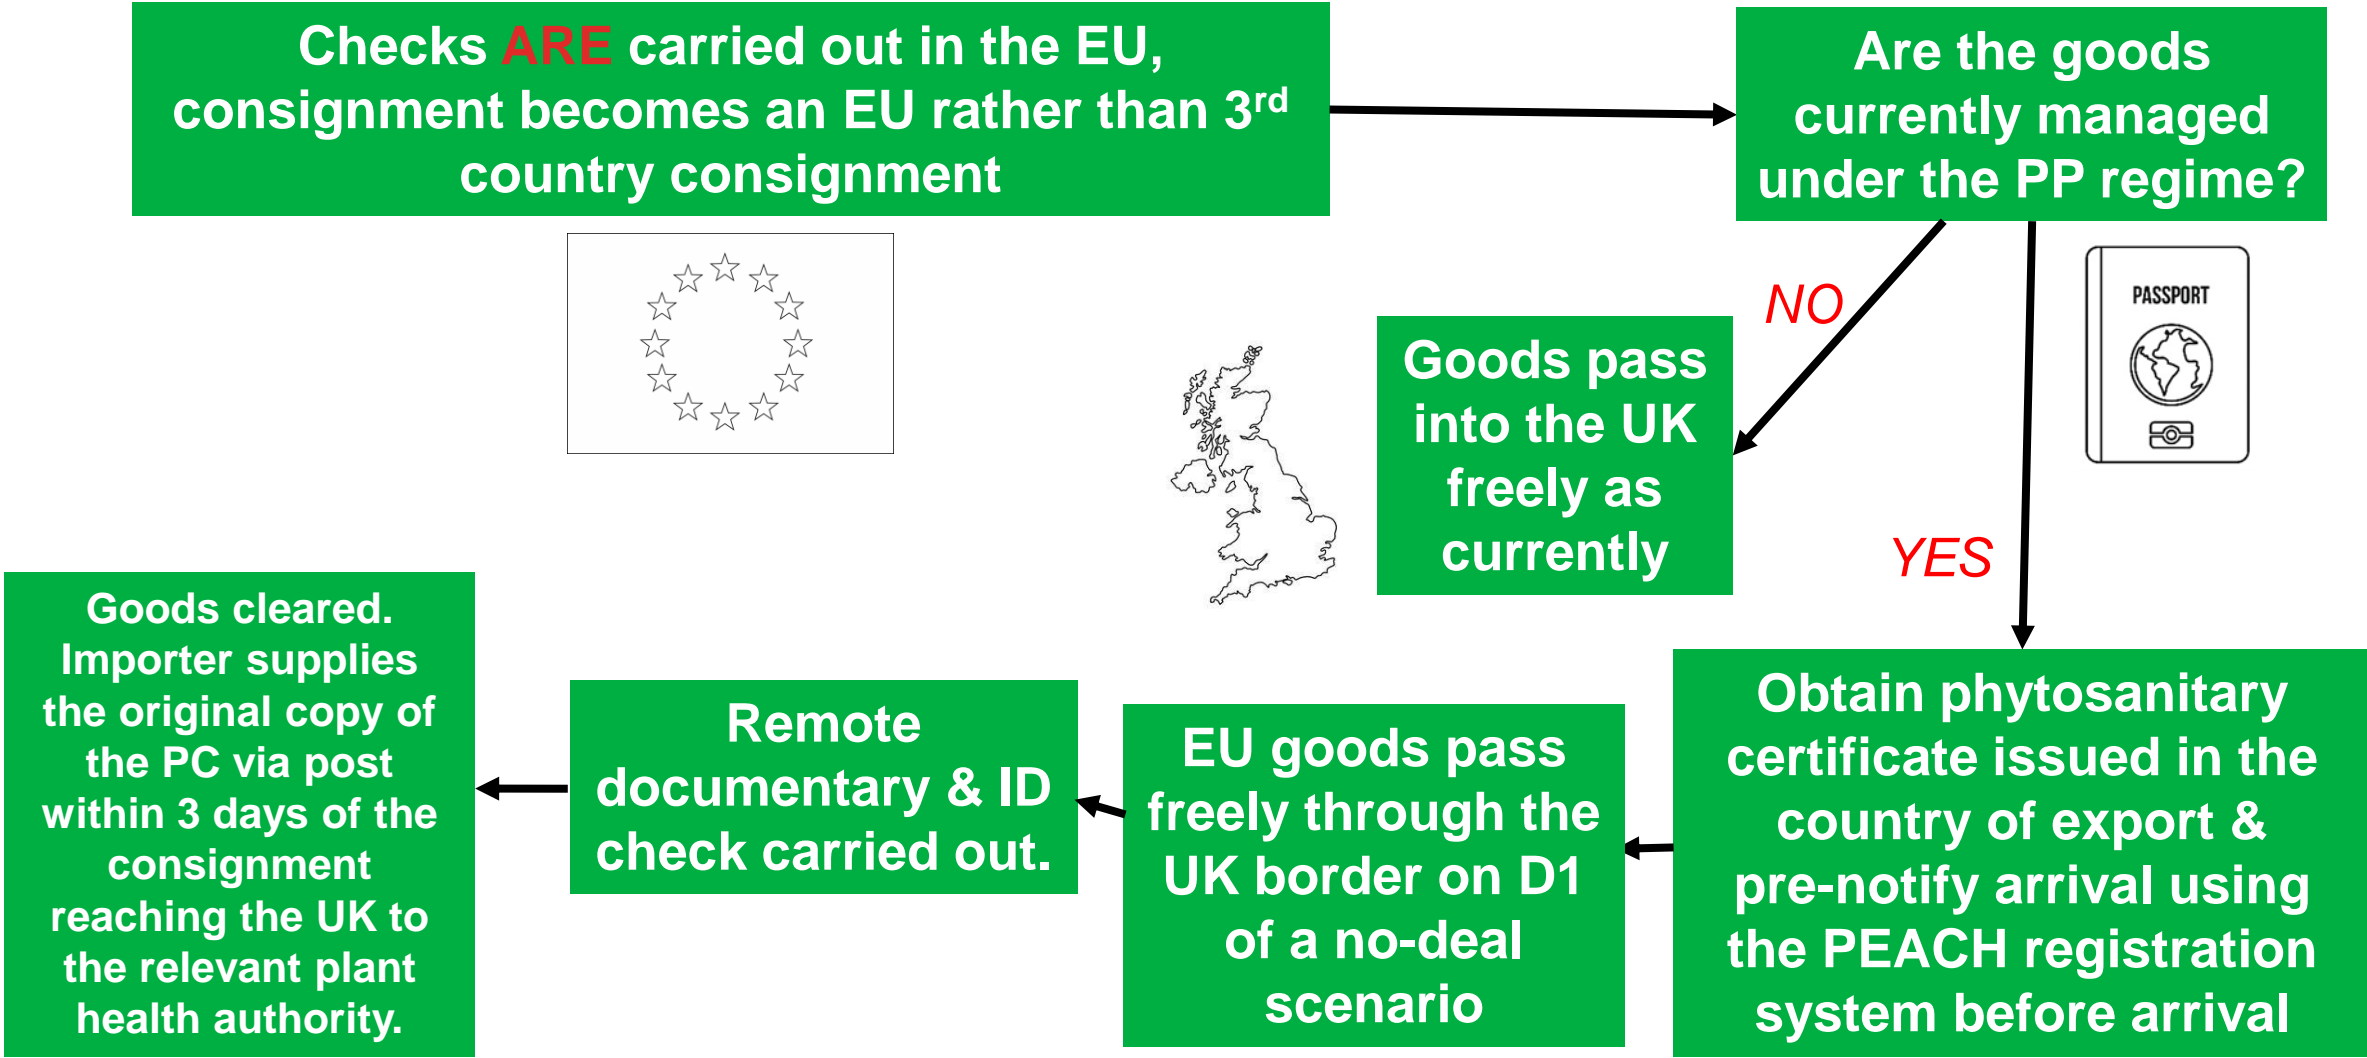 Checks ARE carried out in the EU,
consignment becomes an EU rather than 3rd
country consignment
Are the goods
currently managed
under the PP regime?
NO
PASSPORT
Goods pass
into the UK
freely as
currently
YES
Obtain phytosanitary
certificate issued in the
country of export &
pre-notify arrival using
the PEACH registration
system before arrival
EU goods pass
freely through the
UK border on D1
of a no-deal
scenario
Remote
documentary & ID
check carried out.
Goods cleared.
Importer supplies
the original copy of
the PC via post
within 3 days of the
consignment
reaching the UK to
the relevant plant
health authority.